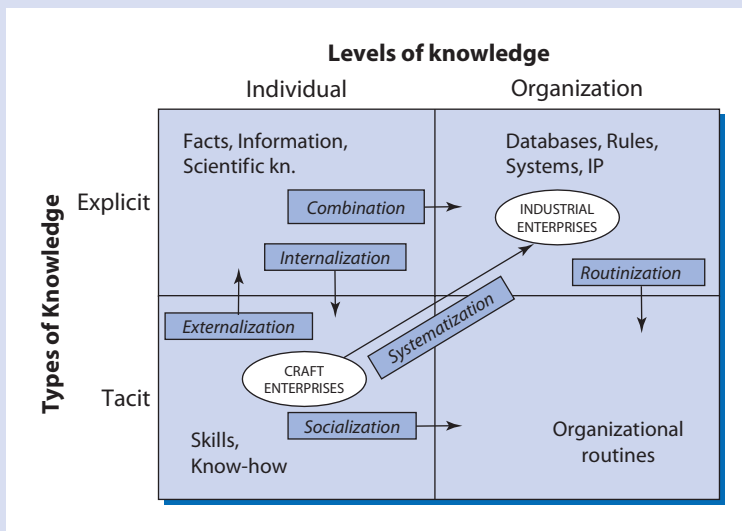 Levels of knowledge
Individual
Organization
Types of Knowledge
Explicit
Facts, Information,
Scientific kn.
Databases, Rules,
Systems, IP
Combination
INDUSTRIAL
ENTERPRISES
Internalization
Routinization
Externalization
Systematization
Tacit
CRAFT
ENTERPRISES
Socialization
Skills,
Know-how
Organizational
routines